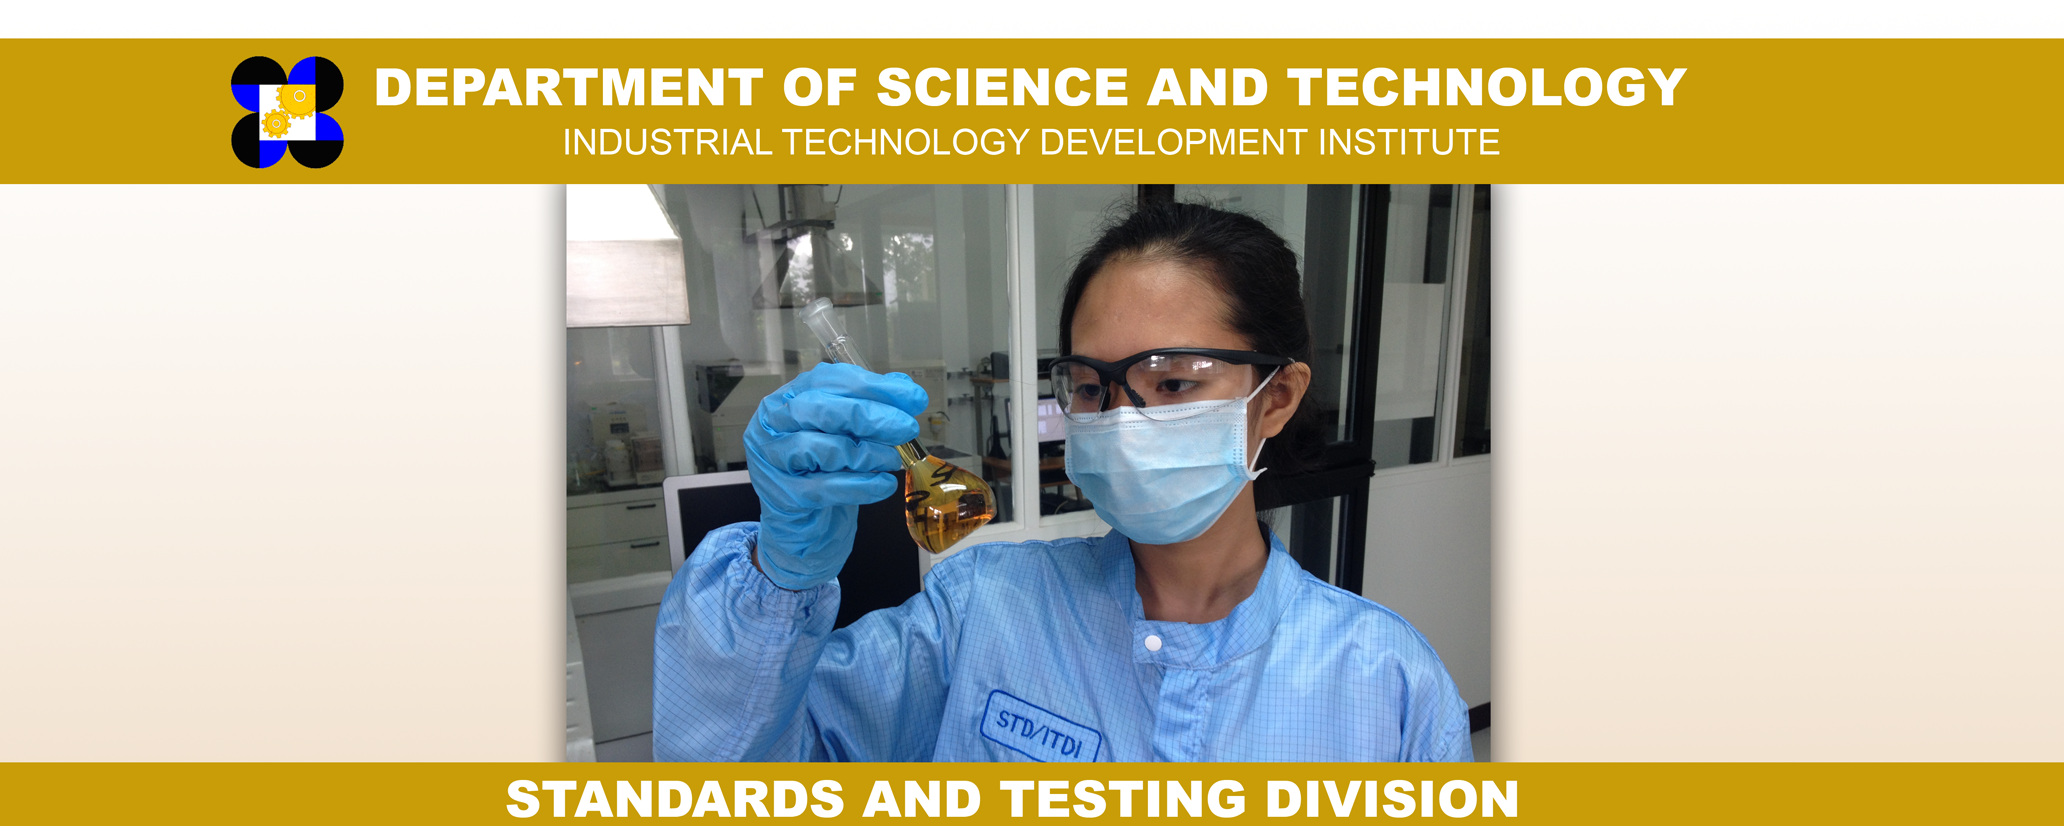 DEPARTMENT OF SCIENCE AND TECHNOLOGY
INDUSTRIAL TECHNOLOGY DEVELOPMENT INSTITUTE
STD/ITDI
STANDARDS AND TESTING DIVISION